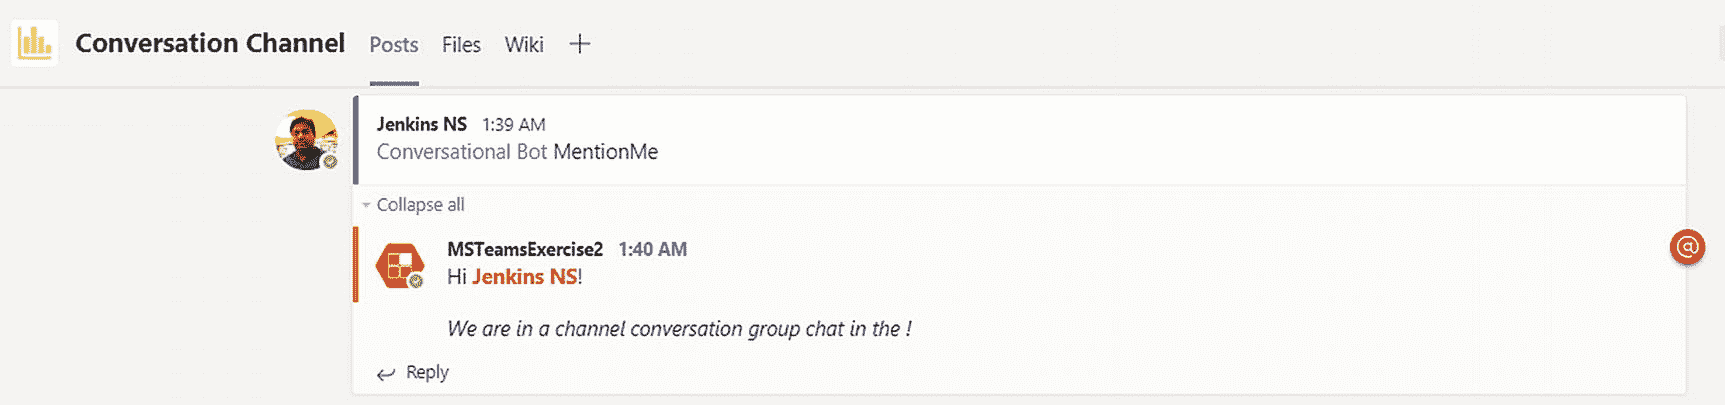 Conversation Channel Posts Files Wiki +
Jenkins NS 1:39 AM
Conversational Bot MentionMe
Collapse all
MSTeamsExercise2 1:40 AM
Hi Jenkins NS!
@
We are in a channel conversation group chat in the !
Reply